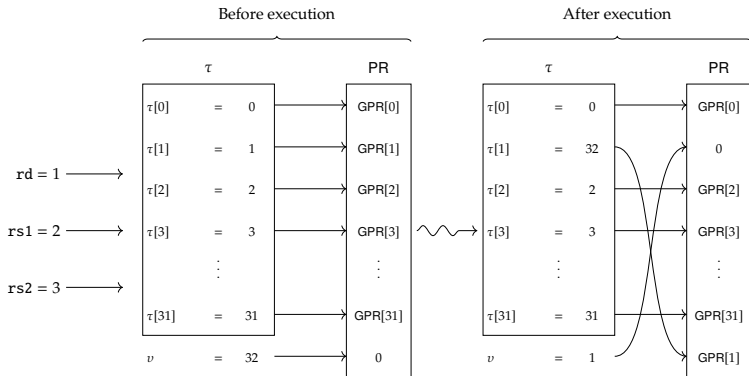 Before execution After execution
τ PR τ PR
τ[0] = 0 GPR[0] τ[0] = 0 GPR[0]
τ[1] = 1 GPR[1] τ[1] = 32 0
rd = 1
τ[2] = 2 GPR[2] τ[2] = 2 GPR[2]
rs1 = 2 τ[3] = 3 GPR[3] τ[3] = 3 GPR[3]
⋮ ⋮ ⋮ ⋮
rs2 = 3
τ[31] = 31 GPR[31] τ[31] = 31 GPR[31]
υ = 32 0 υ = 1 GPR[1]